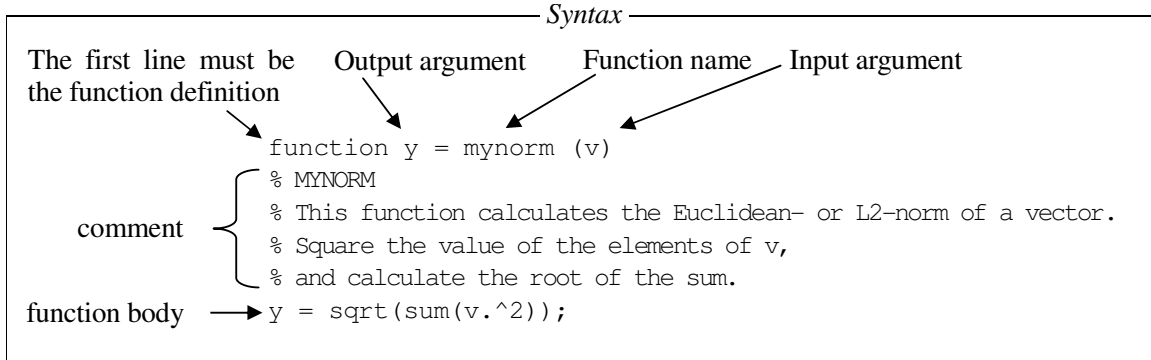 Syntax
The first line must be Output argument Function name Input argument
the function definition
function y = mynorm (v)
% MYNORM
% This function calculates the Euclidean- or L2-norm of a vector.
comment
% Square the value of the elements of v,
% and calculate the root of the sum.
function body y = sqrt(sum(v.^2));